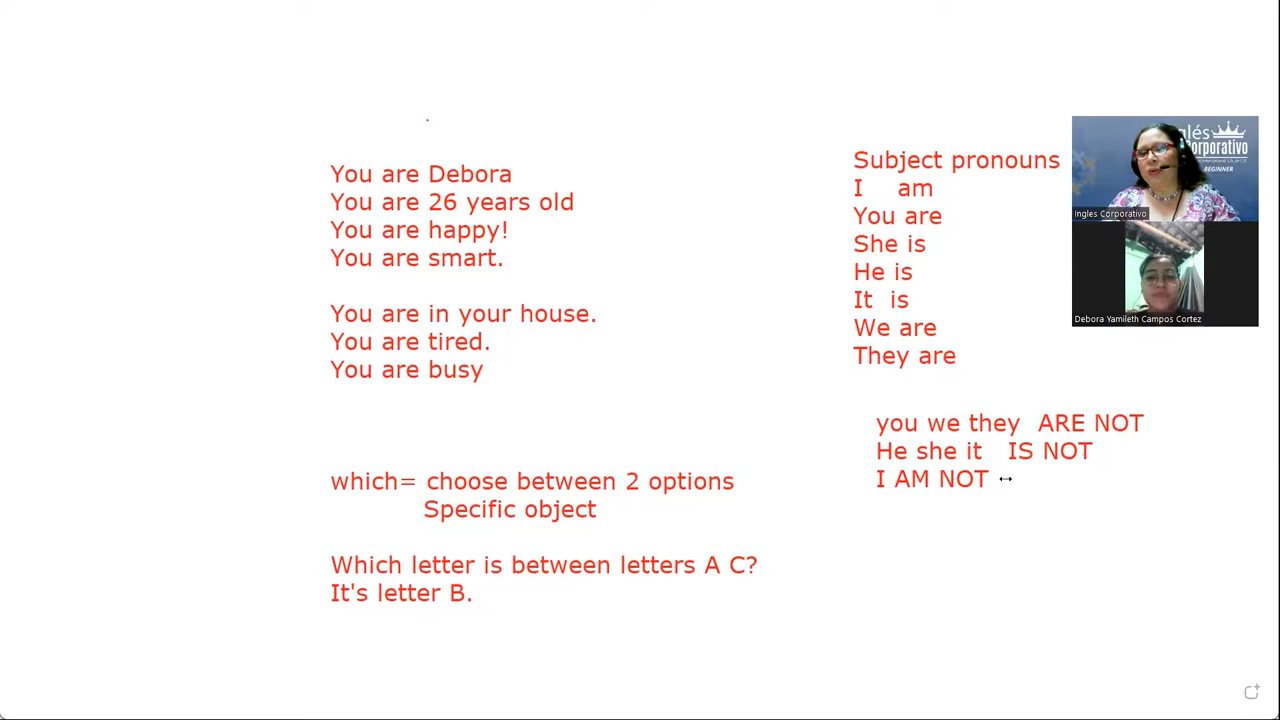 You are Debora
You are 26 years old
You are happy!
You are smart.
You are in your house.
You are tired.
You are busy
which= choose between 2 options
Specific object
Which letter is between letters A C?
It's letter B.
Subject pronouns
I am
You are
She is
He is
It is
We are
They are
you we they ARE NOT
He she it IS NOT
I AM NOT
glés
corporativo
BEGINNER
Ingles Corporativo
Debora Yamileth Campos Cortez